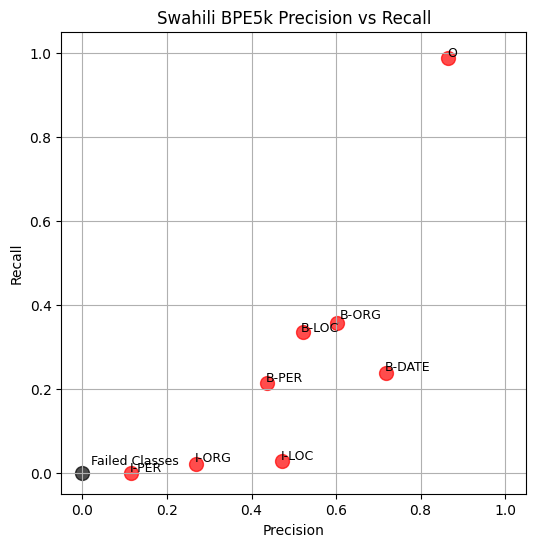 Swahili BPE5k Precision vs Recall
1.0
O
0.8
0.6
Recall
0.4
B-ORG
B-LOC
B-DATE
B-PER
0.2
Failed Classes
I-PER
I-ORG
I-LOC
0.0
0.0 0.2 0.4 0.6 0.8 1.0
Precision